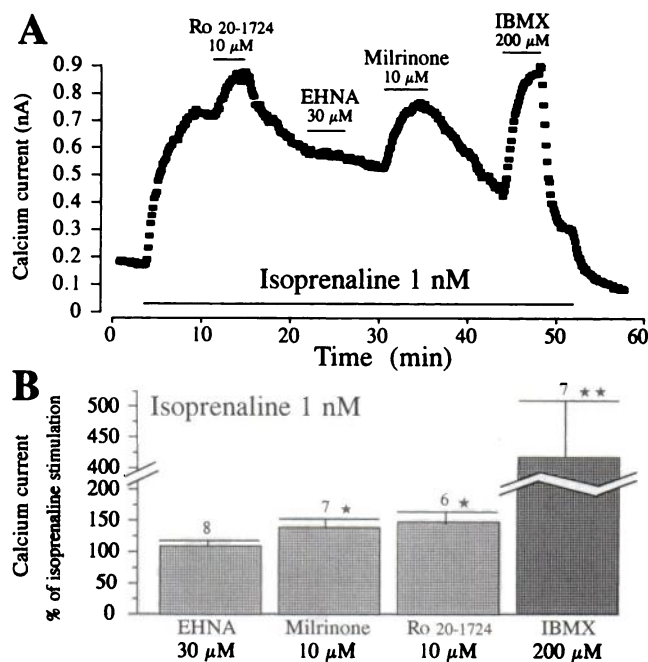 A
Ro 20-1724
10 µM
EHNA
30 µM
Milrinone
10 µM
IBMX
200 µM
Calcium current (nA)
0.9
0.8
0.7
0.6
0.5
0.4
0.3
0.2
0.1
0
Isoprenaline 1 nM
0 10 20 30 40 50 60
Time (min)
B
Isoprenaline 1 nM
Calcium current
% of isoprenaline stimulation
500
450
400
200
150
100
50
0
8
7 ★
6 ★
7 ★★
EHNA
30 µM
Milrinone
10 µM
Ro 20-1724
10 µM
IBMX
200 µM